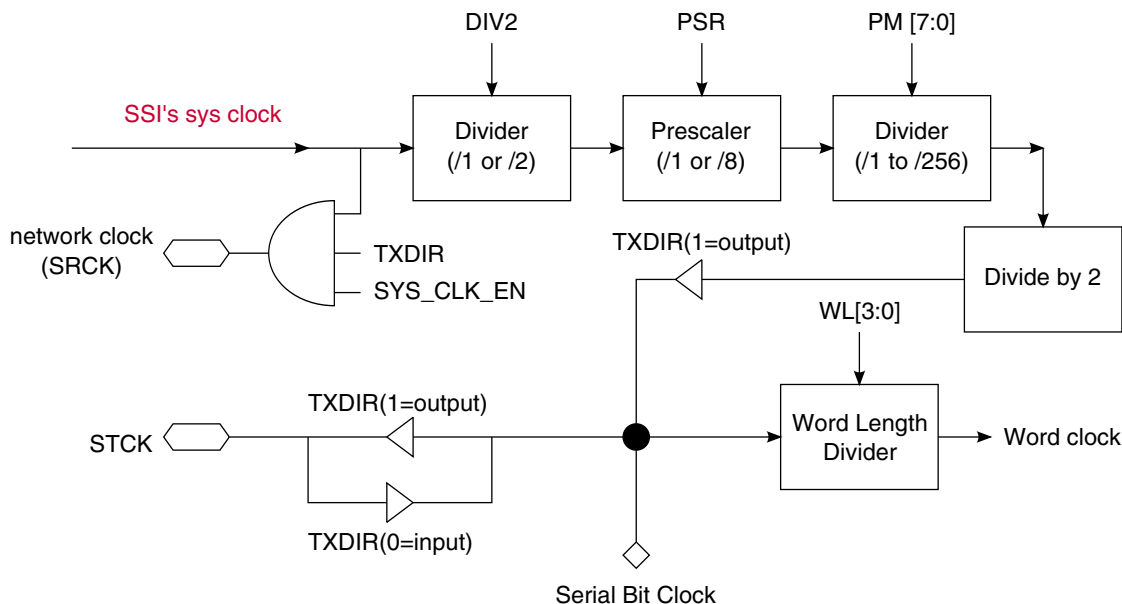 DIV2
PSR
PM [7:0]
SSI's sys clock
Divider
(/1 or /2)
Prescaler
(/1 or /8)
Divider
(/1 to /256)
network clock
(SRCK)
TXDIR
SYS_CLK_EN
TXDIR(1=output)
Divide by 2
WL[3:0]
TXDIR(1=output)
STCK
Word Length
Divider
Word clock
TXDIR(0=input)
Serial Bit Clock